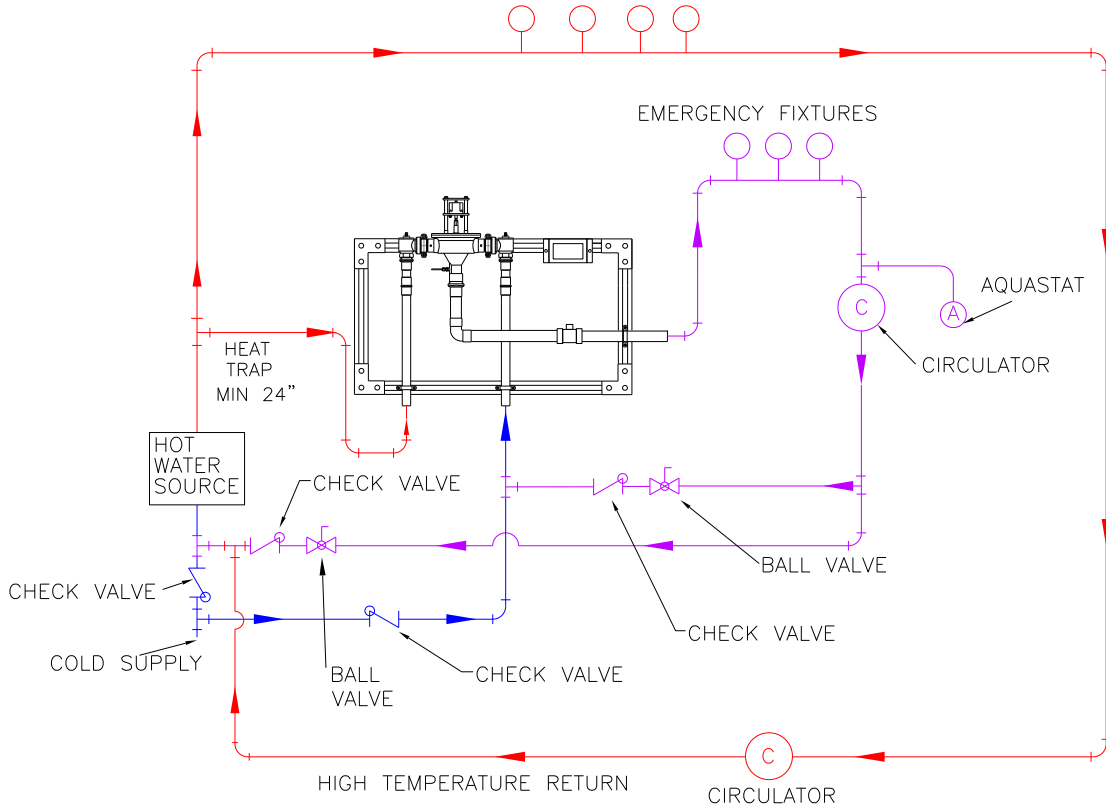 EMERGENCY FIXTURES
AQUASTAT
A
C
CIRCULATOR
HEAT
TRAP
MIN 24”
HOT
WATER
SOURCE
CHECK VALVE
BALL VALVE
CHECK VALVE
CHECK VALVE
COLD SUPPLY
BALL
VALVE
CHECK VALVE
HIGH TEMPERATURE RETURN
C
CIRCULATOR